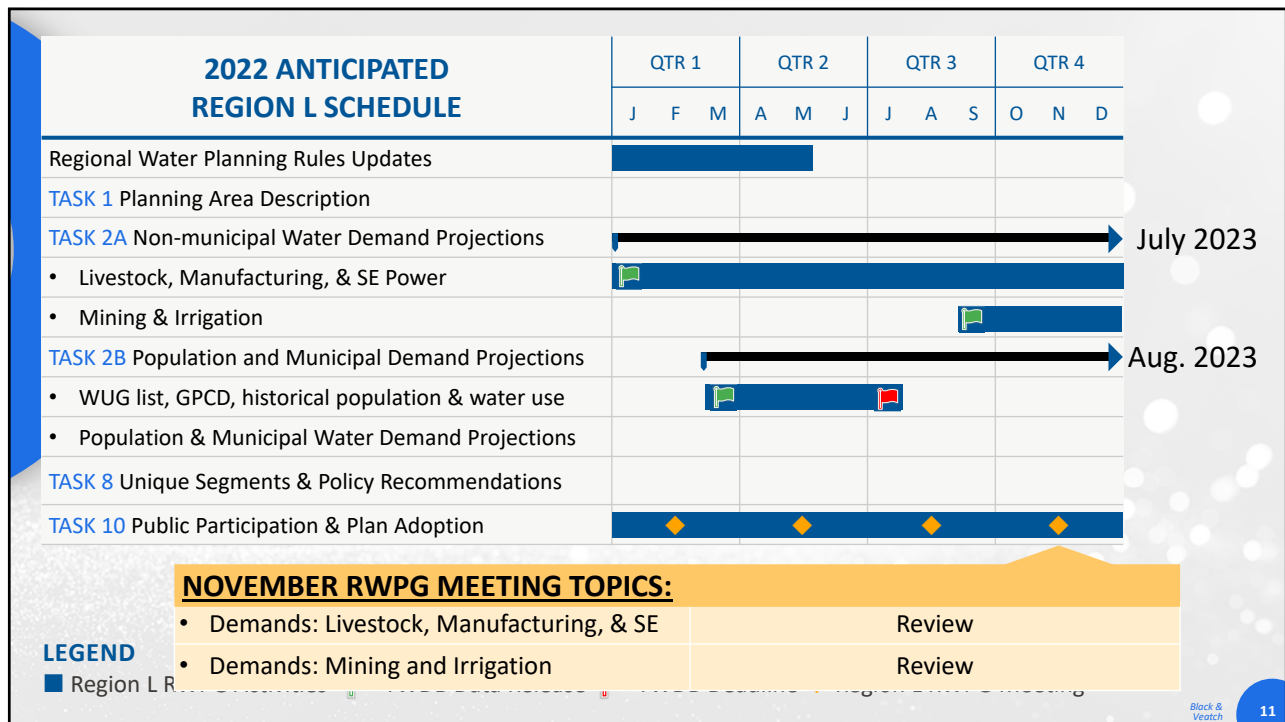 2022 ANTICIPATED
REGION L SCHEDULE
QTR 1 QTR 2 QTR 3 QTR 4
J F M A M J J A S O N D
Regional Water Planning Rules Updates
TASK 1 Planning Area Description
TASK 2A Non-municipal Water Demand Projections
July 2023
• Livestock, Manufacturing, & SE Power
• Mining & Irrigation
TASK 2B Population and Municipal Demand Projections
Aug. 2023
• WUG list, GPCD, historical population & water use
• Population & Municipal Water Demand Projections
TASK 8 Unique Segments & Policy Recommendations
TASK 10 Public Participation & Plan Adoption
NOVEMBER RWPG MEETING TOPICS:
• Demands: Livestock, Manufacturing, & SE Review
• Demands: Mining and Irrigation Review
LEGEND
Region L
Black &
Veatch
11